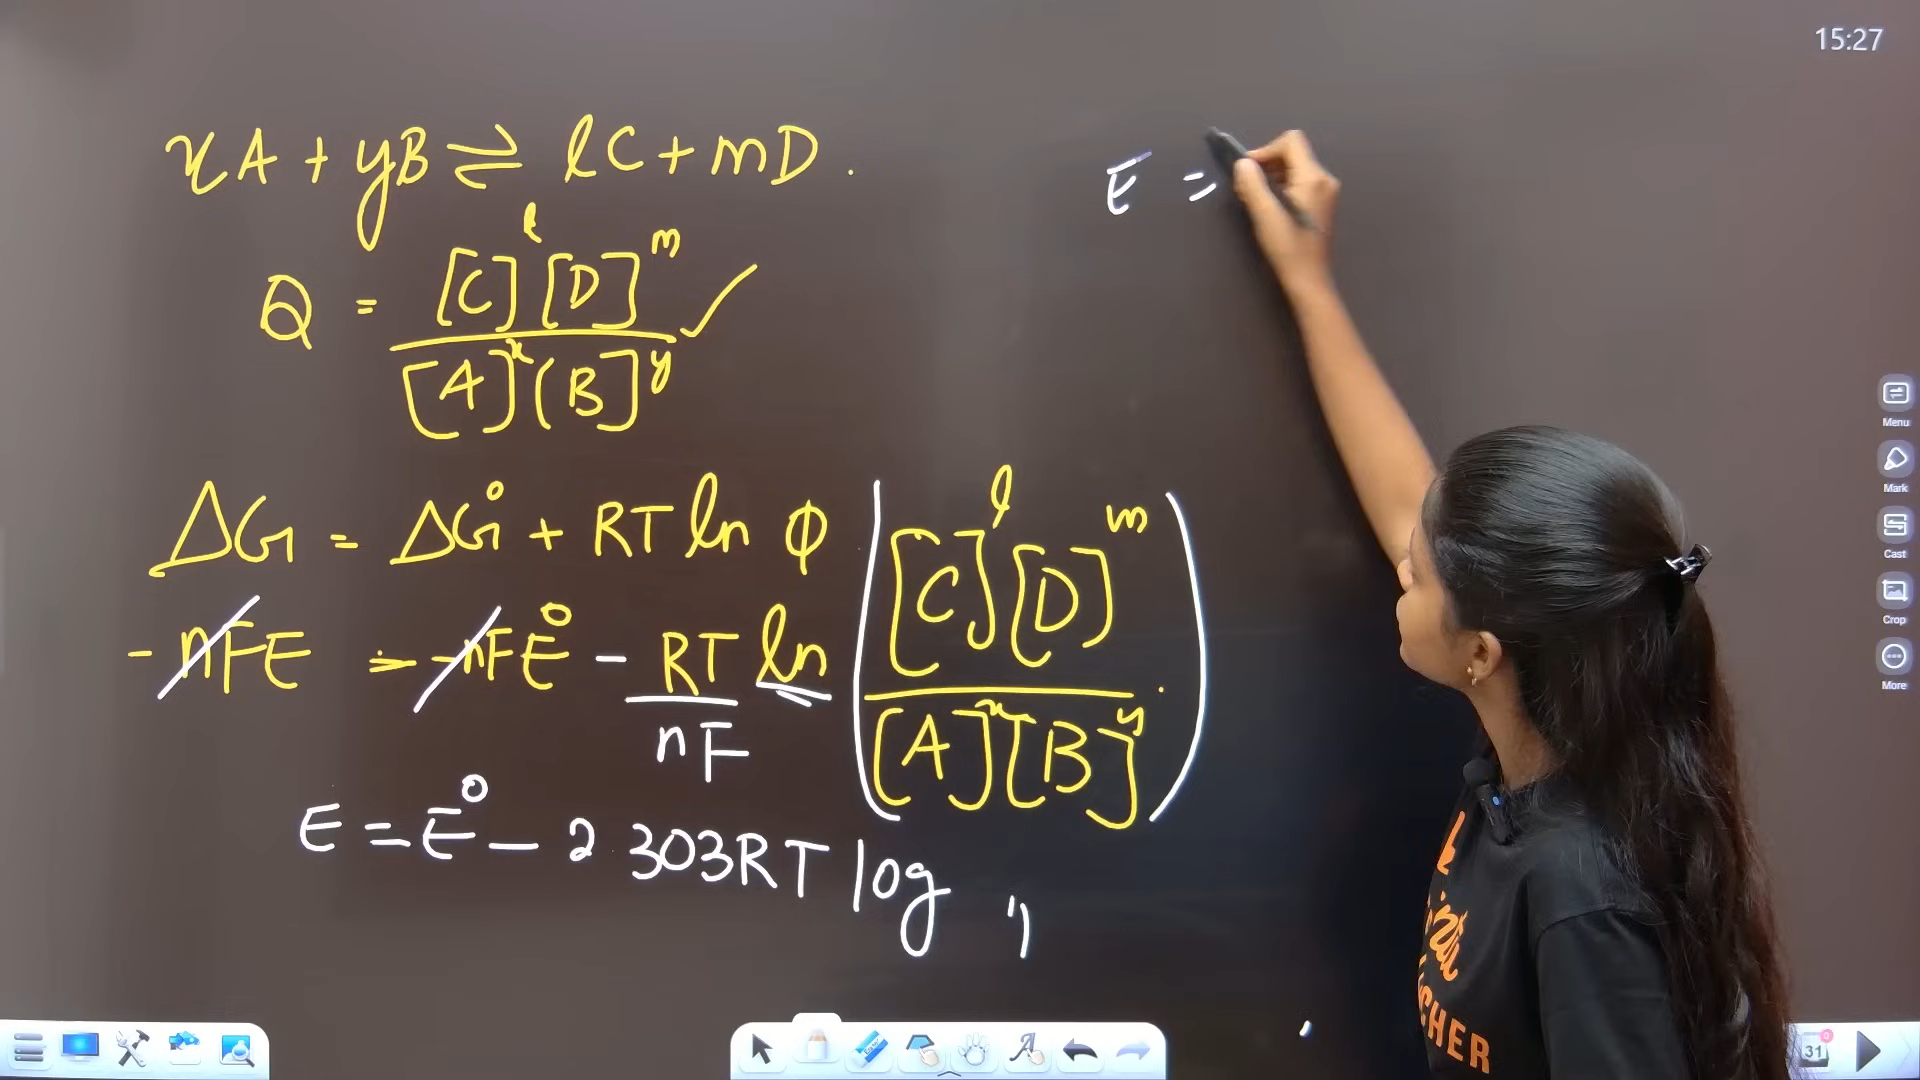 xA + yB ⇌ lC + mD .
Q = [C]^l [D]^m / [A]^x (B]^y ✓
ΔG = ΔG° + RT ln ϕ
-nFE = -nFE° - RT/nF ln ([C]^l [D]^m / [A]^x [B]^y)
E = E° - 2.303RT log "
E =
15:27
Menu
Mark
Cast
Crop
More
31